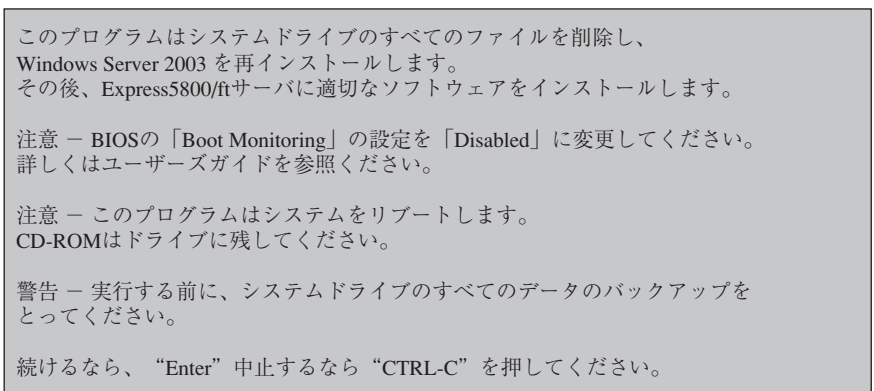 このプログラムはシステムドライブのすべてのファイルを削除し、
Windows Server 2003 を再インストールします。
その後、Express5800/ftサーバに適切なソフトウェアをインストールします。
注意 － BIOSの「Boot Monitoring」の設定を「Disabled」に変更してください。
詳しくはユーザーズガイドを参照ください。
注意 － このプログラムはシステムをリブートします。
CD-ROMはドライブに残してください。
警告 － 実行する前に、システムドライブのすべてのデータのバックアップを
とってください。
続けるなら、“Enter”中止するなら“CTRL-C”を押してください。